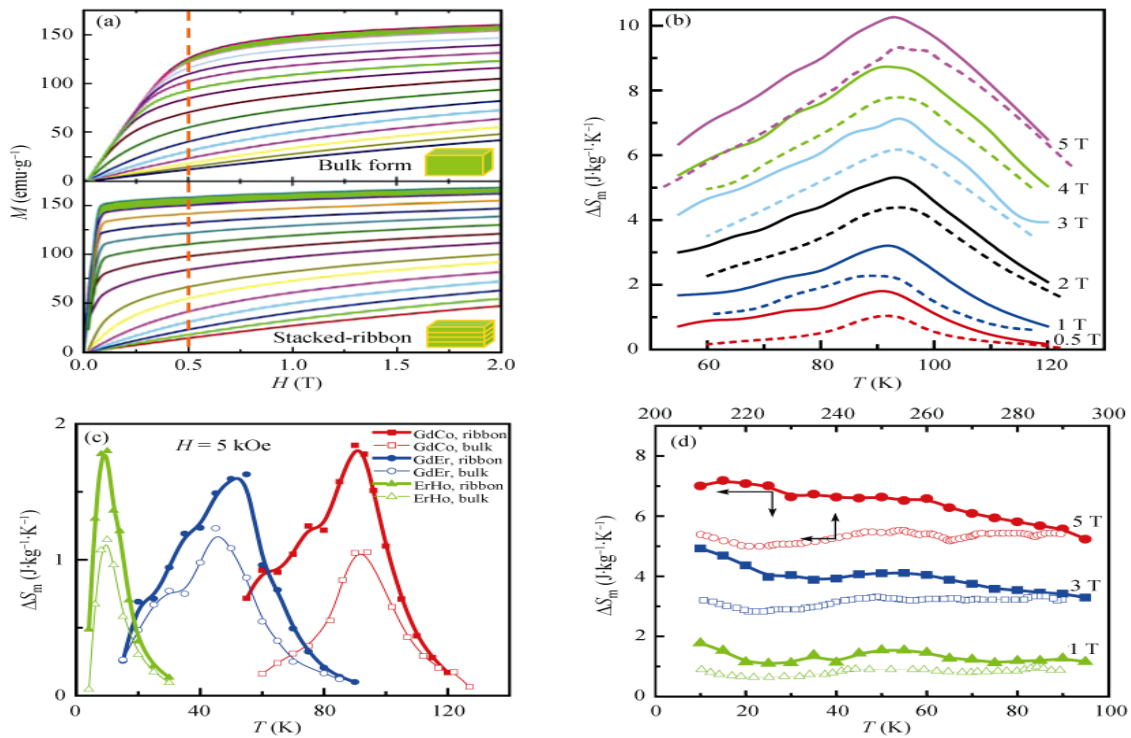 (a)
150
100
50
0
Bulk form
150
100
50
0
Stacked-ribbon
0.0 0.5 1.0 1.5 2.0
H (T)
M (emu·g⁻¹)
(b)
10
8
6
4
2
0
ΔSm (J·kg⁻¹·K⁻¹)
5 T
4 T
3 T
2 T
1 T
0.5 T
60 80 100 120
T (K)
(c)
H = 5 kOe
GdCo, ribbon
GdCo, bulk
GdEr, ribbon
GdEr, bulk
ErHo, ribbon
ErHo, bulk
2
1
0
ΔSm (J·kg⁻¹·K⁻¹)
0 40 80 120
T (K)
200 220 240 260 280 300
(d)
8
6
4
2
0
ΔSm (J·kg⁻¹·K⁻¹)
5 T
3 T
1 T
0 20 40 60 80 100
T (K)